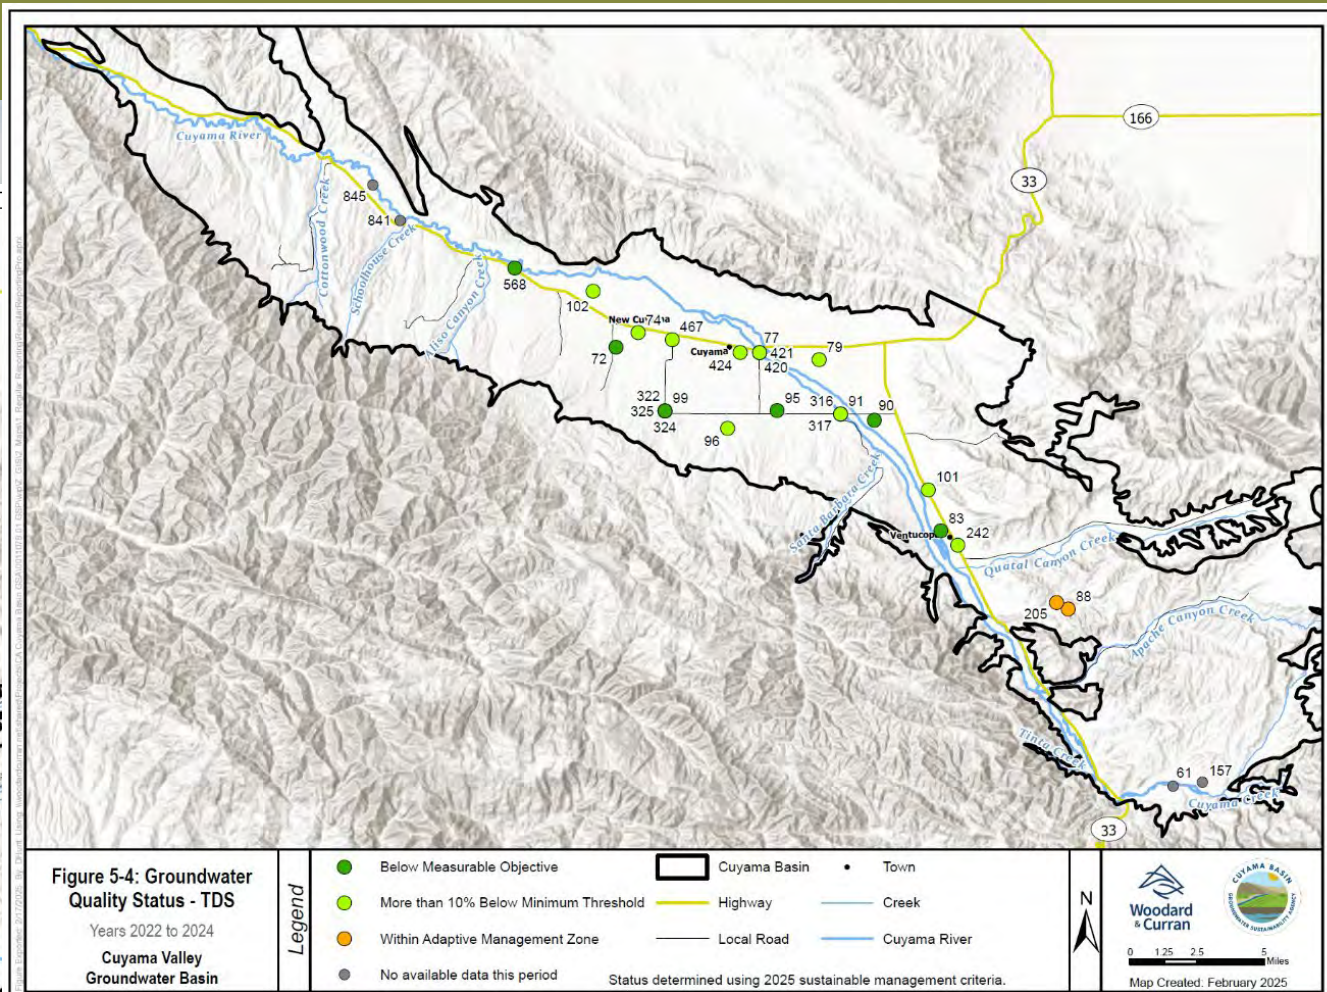 166
33
Cuyama River
845
841
Cottonwood Creek
Schoolhouse Creek
Aliso Canyon Creek
568
102
New Cuyama
74
467
72
Cuyama
424
77
421
420
79
322
99
325
324
96
95
316
91
317
90
Santa Barbara Creek
101
83
Ventucopa
242
Quatal Canyon Creek
88
205
Apache Canyon Creek
Tinta Creek
61
157
Cuyama Creek
33
Figure 5-4: Groundwater
Quality Status - TDS
Years 2022 to 2024
Cuyama Valley
Groundwater Basin
Legend
Below Measurable Objective
More than 10% Below Minimum Threshold
Within Adaptive Management Zone
No available data this period
Cuyama Basin
Highway
Local Road
Town
Creek
Cuyama River
Status determined using 2025 sustainable management criteria.
N
Woodard
& Curran
CUYAMA BASIN
GROUNDWATER SUSTAINABILITY AGENCY
0 1.25 2.5 5
Miles
Map Created: February 2025